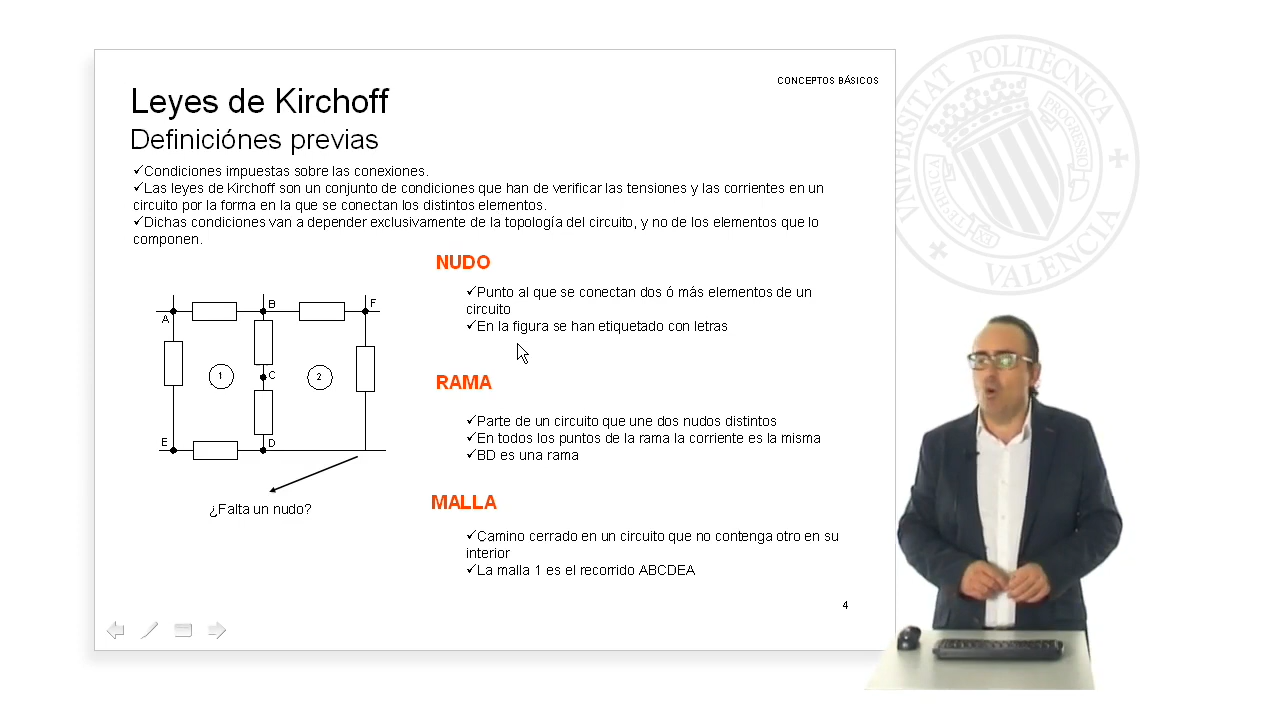 CONCEPTOS BÁSICOS
Leyes de Kirchoff
Definiciónes previas
✓Condiciones impuestas sobre las conexiones.
✓Las leyes de Kirchoff son un conjunto de condiciones que han de verificar las tensiones y las corrientes en un
circuito por la forma en la que se conectan los distintos elementos.
✓Dichas condiciones van a depender exclusivamente de la topología del circuito, y no de los elementos que lo
componen.
NUDO
✓Punto al que se conectan dos ó más elementos de un
circuito
✓En la figura se han etiquetado con letras
RAMA
✓Parte de un circuito que une dos nudos distintos
✓En todos los puntos de la rama la corriente es la misma
✓BD es una rama
MALLA
✓Camino cerrado en un circuito que no contenga otro en su
interior
✓La malla 1 es el recorrido ABCDEA
A
B
F
1
C
2
E
D
¿Falta un nudo?
4
UNIVERSITAT POLITÈCNICA
VALÈNCIA